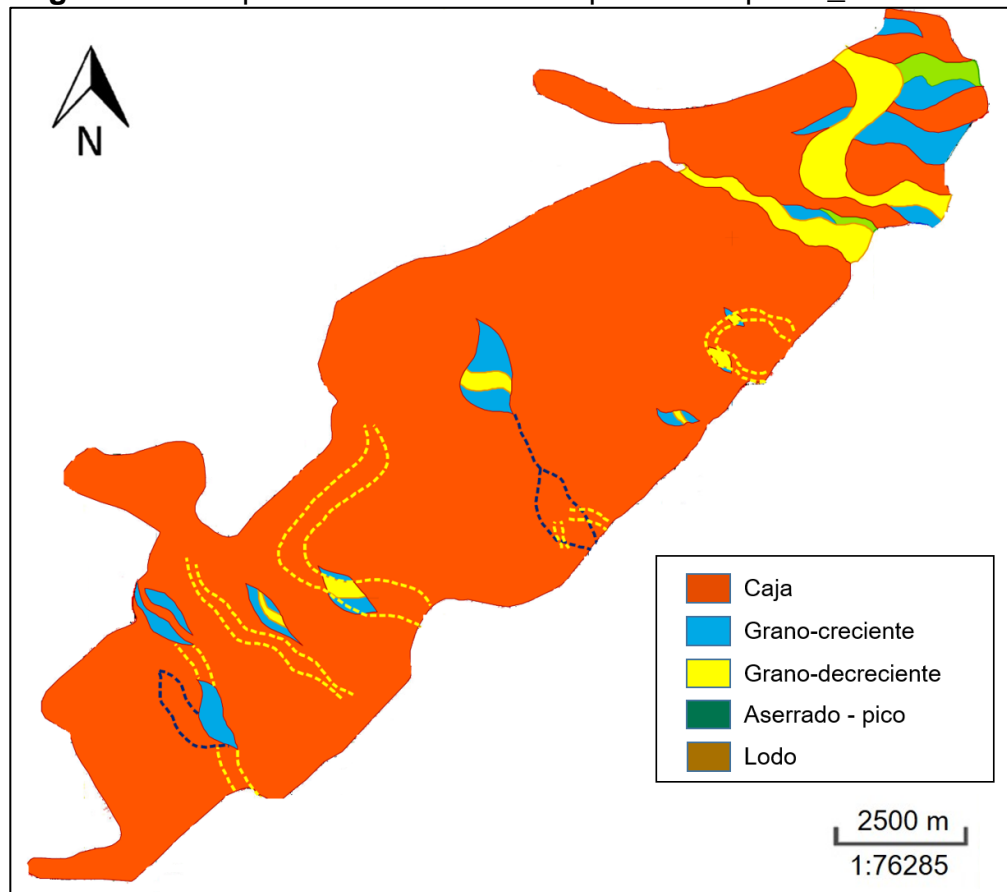 N
Caja
Grano-creciente
Grano-decreciente
Aserrado - pico
Lodo
2500 m
1:76285